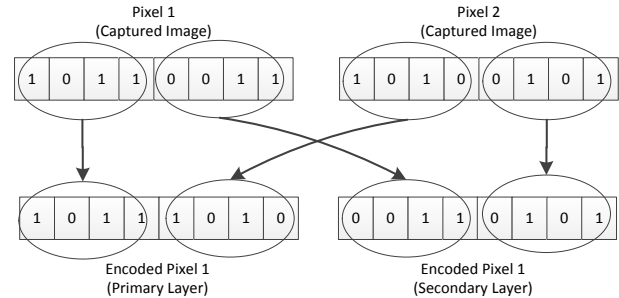 Pixel 1 Pixel 2
(Captured Image) (Captured Image)
1 0 1 1 0 0 1 1 1 0 1 0 0 1 0 1
1 0 1 1 1 0 1 0 0 0 1 1 0 1 0 1
Encoded Pixel 1 Encoded Pixel 1
(Primary Layer) (Secondary Layer)